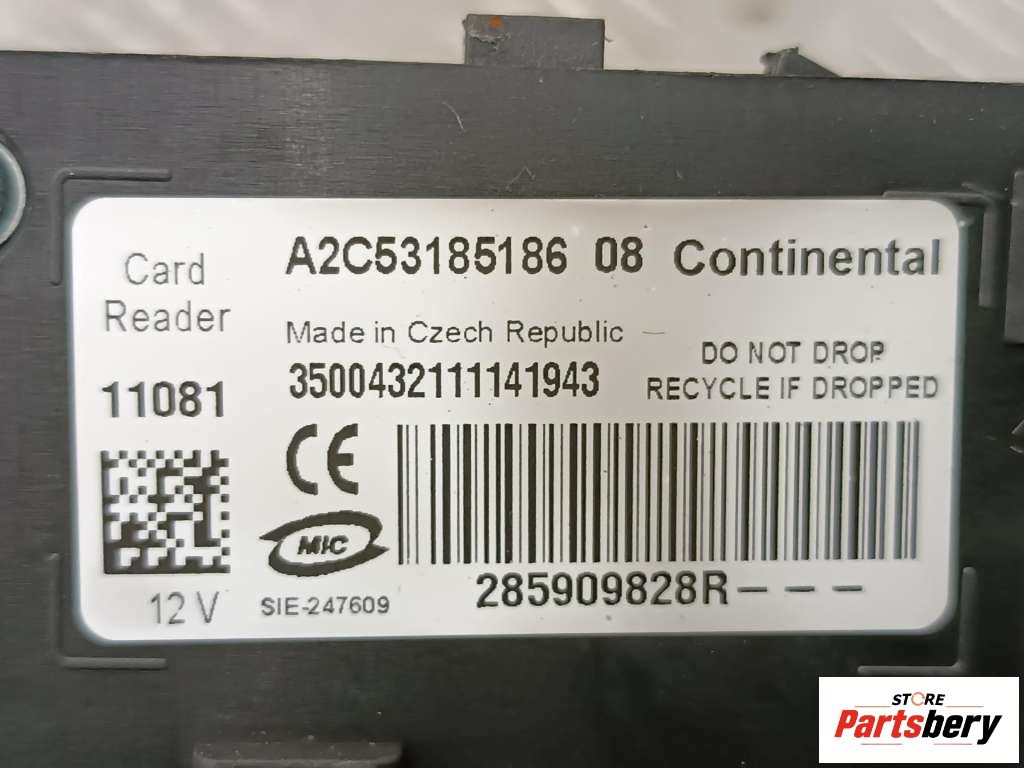 Card
Reader
11081
12 V
A2C53185186 08 Continental
Made in Czech Republic
3500432111141943
DO NOT DROP
RECYCLE IF DROPPED
CE
MIC
SIE-247609
285909828R---
STORE
Partsbery